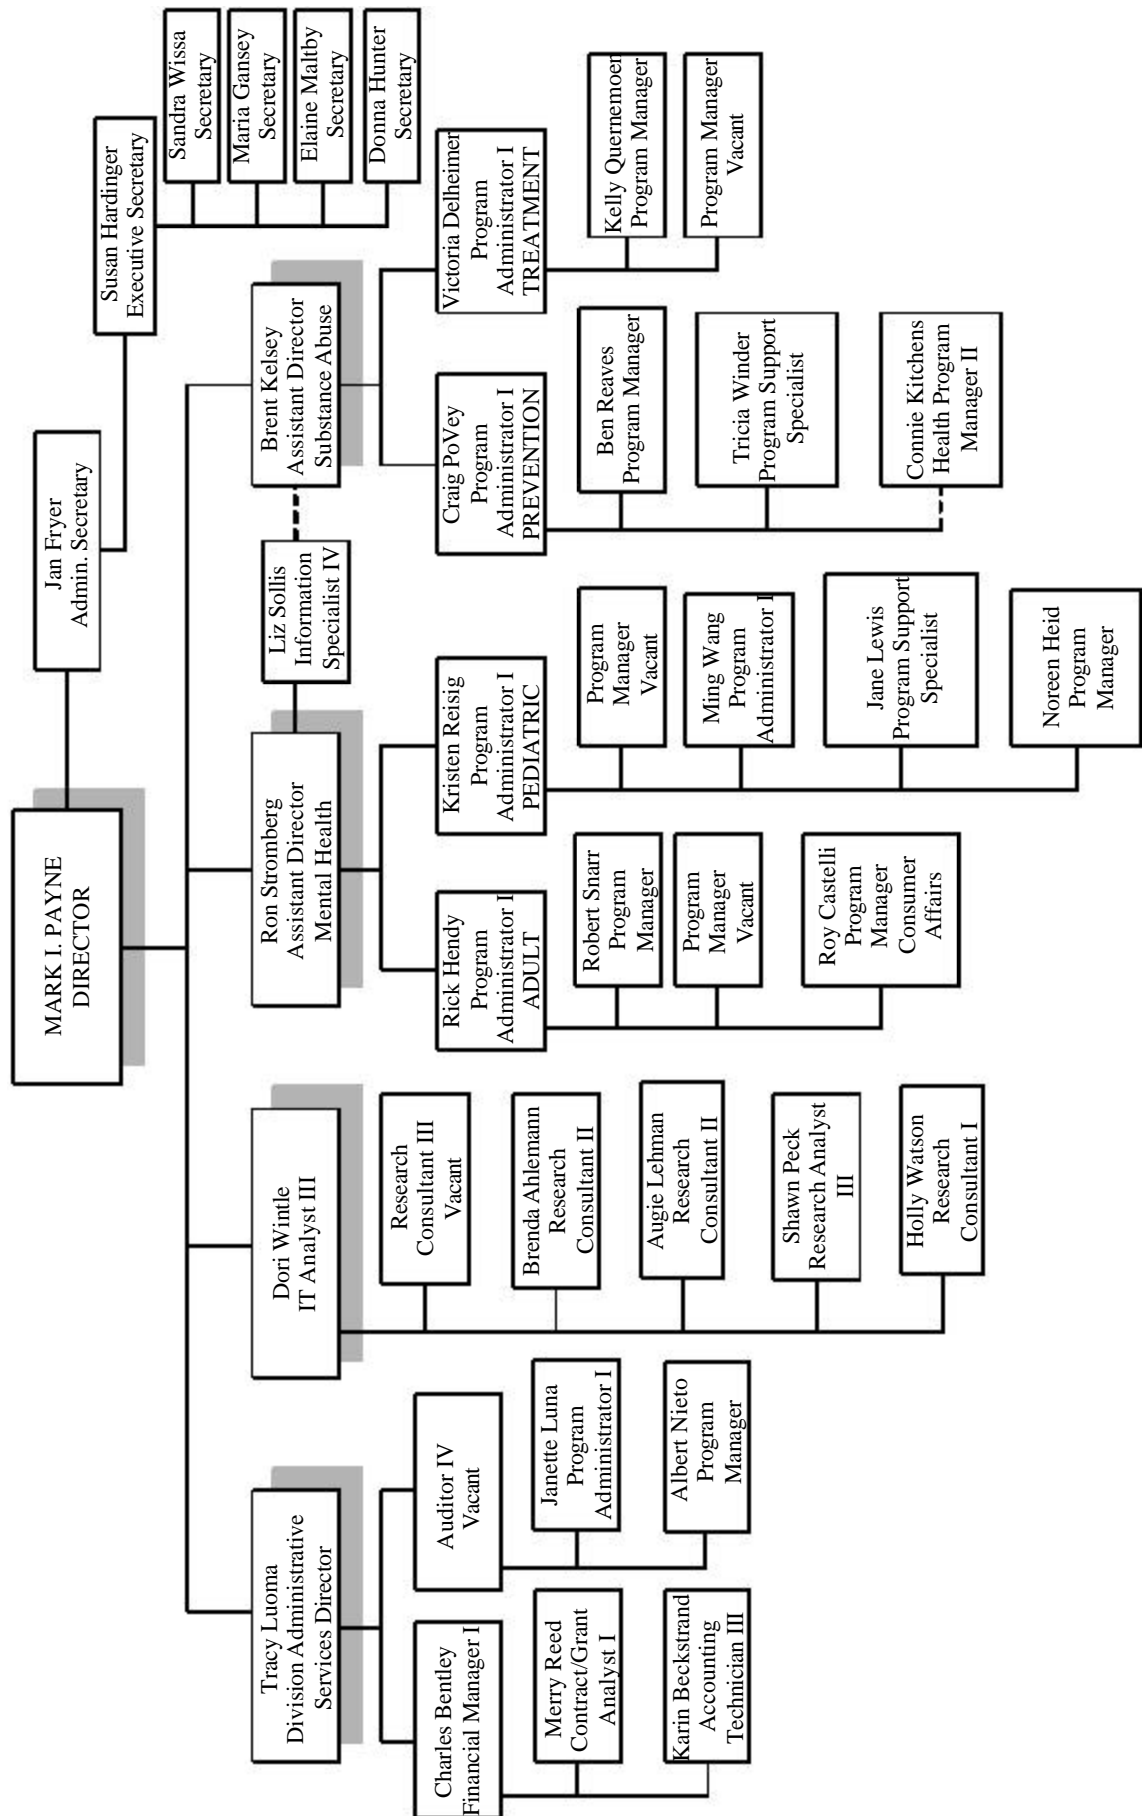 MARK I. PAYNE
DIRECTOR
Jan Fryer
Admin. Secretary
Susan Hardinger
Executive Secretary
Sandra Wissa
Secretary
Maria Gansey
Secretary
Elaine Maltby
Secretary
Donna Hunter
Secretary
Tracy Luoma
Division Administrative
Services Director
Charles Bentley
Financial Manager I
Merry Reed
Contract/Grant
Analyst I
Karin Beckstrand
Accounting
Technician III
Auditor IV
Vacant
Janette Luna
Program
Administrator I
Albert Nieto
Program
Manager
Dori Wintle
IT Analyst III
Research
Consultant III
Vacant
Brenda Ahlemann
Research
Consultant II
Augie Lehman
Research
Consultant II
Shawn Peck
Research Analyst
III
Holly Watson
Research
Consultant I
Ron Stromberg
Assistant Director
Mental Health
Rick Hendy
Program
Administrator I
ADULT
Robert Snarr
Program
Manager
Program
Manager
Vacant
Roy Castelli
Program
Manager
Consumer
Affairs
Kristen Reisig
Program
Administrator I
PEDIATRIC
Program
Manager
Vacant
Ming Wang
Program
Administrator I
Jane Lewis
Program Support
Specialist
Noreen Heid
Program
Manager
Liz Sollis
Information
Specialist IV
Brent Kelsey
Assistant Director
Substance Abuse
Craig PoVey
Program
Administrator I
PREVENTION
Ben Reaves
Program Manager
Tricia Winder
Program Support
Specialist
Connie Kitchens
Health Program
Manager II
Victoria Delheimer
Program
Administrator I
TREATMENT
Kelly Quernemoen
Program Manager
Program Manager
Vacant